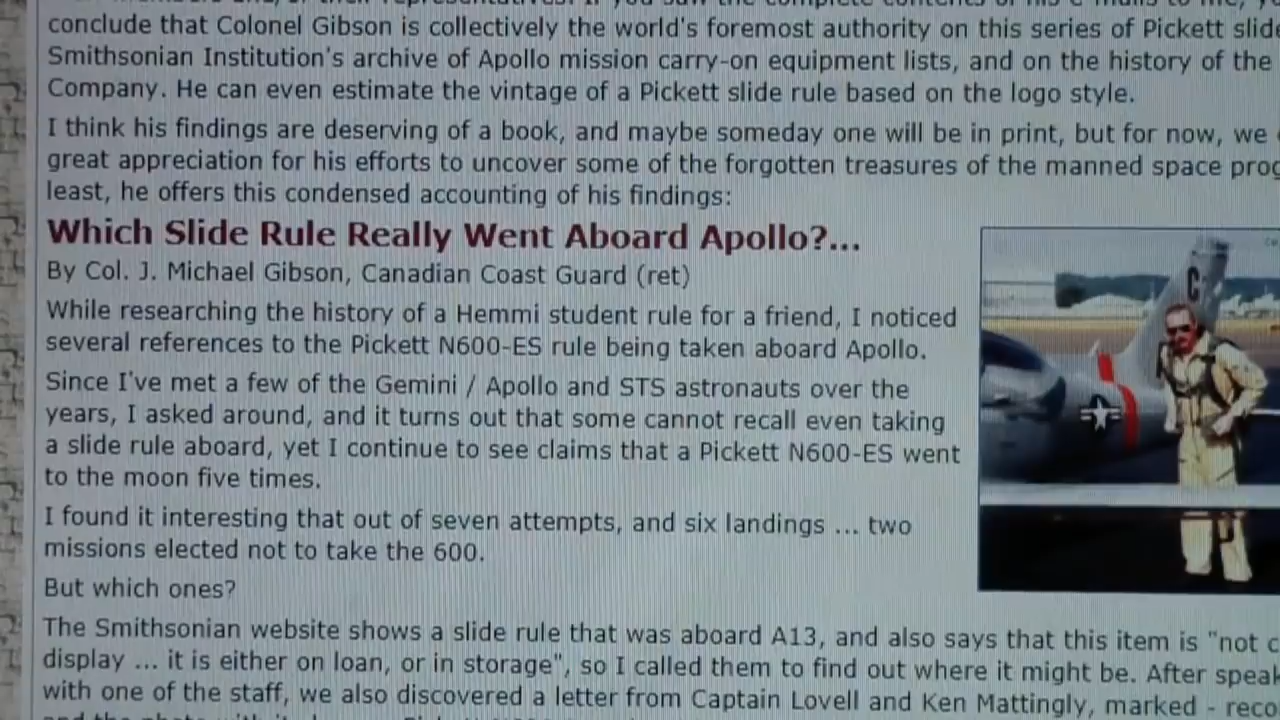 conclude that Colonel Gibson is collectively the world's foremost authority on this series of Pickett
Smithsonian Institution's archive of Apollo mission carry-on equipment lists, and on the history of the
Company. He can even estimate the vintage of a Pickett slide rule based on the logo style.
I think his findings are deserving of a book, and maybe someday one will be in print, but for now, we
great appreciation for his efforts to uncover some of the forgotten treasures of the manned space
least, he offers this condensed accounting of his findings:
Which Slide Rule Really Went Aboard Apollo?...
By Col. J. Michael Gibson, Canadian Coast Guard (ret)
While researching the history of a Hemmi student rule for a friend, I noticed
several references to the Pickett N600-ES rule being taken aboard Apollo.
Since I've met a few of the Gemini / Apollo and STS astronauts over the
years, I asked around, and it turns out that some cannot recall even taking
a slide rule aboard, yet I continue to see claims that a Pickett N600-ES went
to the moon five times.
I found it interesting that out of seven attempts, and six landings ... two
missions elected not to take the 600.
But which ones?
The Smithsonian website shows a slide rule that was aboard A13, and also says that this item is "not
display ... it is either on loan, or in storage", so I called them to find out where it might be. After
with one of the staff, we also discovered a letter from Captain Lovell and Ken Mattingly, marked -
C